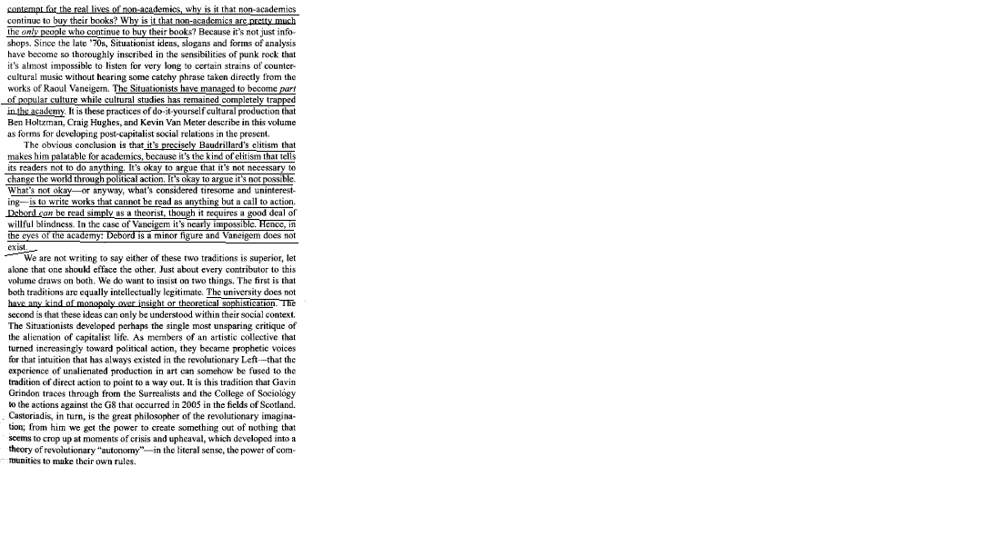 contempt for the real lives of non-academics, why is it that non-academics
continue to buy their books? Why is it that non-academics are pretty much
the only people who continue to buy their books? Because it's not just info-
shops. Since the late '70s, Situationist ideas, slogans and forms of analysis
have become so thoroughly inscribed in the sensibilities of punk rock that
it's almost impossible to listen for very long to certain strains of counter-
cultural music without hearing some catchy phrase taken directly from the
works of Raoul Vaneigem. The Situationists have managed to become part
of popular culture while cultural studies has remained completely trapped
in the academy. It is these practices of do-it-yourself cultural production that
Ben Holtzman, Craig Hughes, and Kevin Van Meter describe in this volume
as forms for developing post-capitalist social relations in the present.
The obvious conclusion is that it's precisely Baudrillard's elitism that
makes him palatable for academics, because it's the kind of elitism that tells
its readers not to do anything. It's okay to argue that it's not necessary to
change the world through political action. It's okay to argue it's not possible.
What's not okay—or anyway, what's considered tiresome and uninterest-
ing—is to write works that cannot be read as anything but a call to action.
Debord can be read simply as a theorist, though it requires a good deal of
willful blindness. In the case of Vaneigem it's nearly impossible. Hence, in
the eyes of the academy: Debord is a minor figure and Vaneigem does not
exist.
We are not writing to say either of these two traditions is superior, let
alone that one should efface the other. Just about every contributor to this
volume draws on both. We do want to insist on two things. The first is that
both traditions are equally intellectually legitimate. The university does not
have any kind of monopoly over insight or theoretical sophistication. The
second is that these ideas can only be understood within their social context.
The Situationists developed perhaps the single most unsparing critique of
the alienation of capitalist life. As members of an artistic collective that
turned increasingly toward political action, they became prophetic voices
for that intuition that has always existed in the revolutionary Left—that the
experience of unalienated production in art can somehow be fused to the
tradition of direct action to point to a way out. It is this tradition that Gavin
Grindon traces through from the Surrealists and the College of Sociology
to the actions against the G8 that occurred in 2005 in the fields of Scotland.
Castoriadis, in turn, is the great philosopher of the revolutionary imagina-
tion; from him we get the power to create something out of nothing that
seems to crop up at moments of crisis and upheaval, which developed into a
theory of revolutionary "autonomy"—in the literal sense, the power of com-
munities to make their own rules.